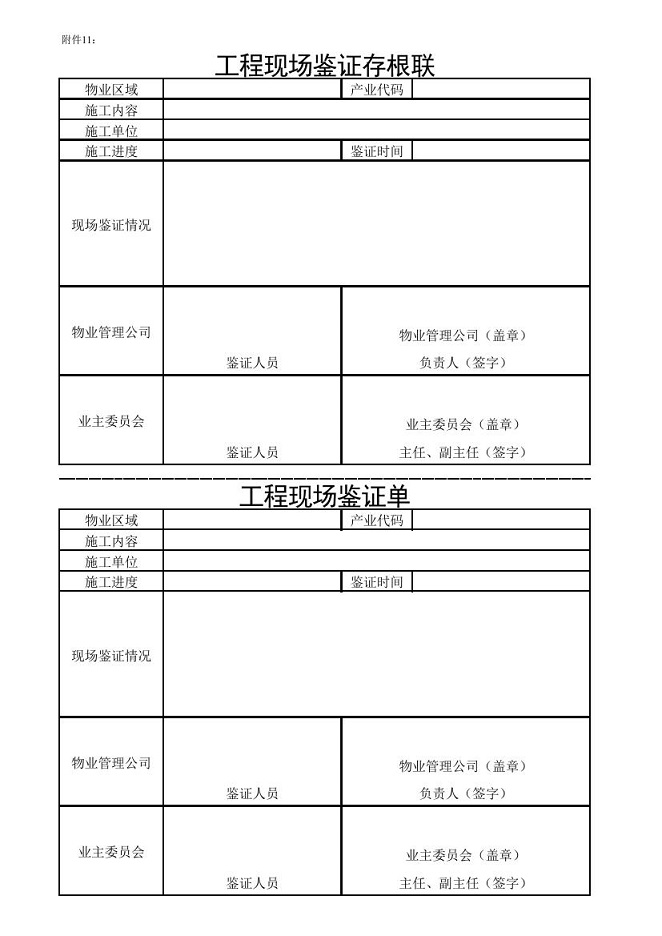 附件11:
工程现场鉴证存根联
物业区域 产业代码
施工内容
施工单位
施工进度 鉴证时间
现场鉴证情况
物业管理公司
物业管理公司（盖章）
鉴证人员 负责人（签字）
业主委员会
业主委员会（盖章）
鉴证人员 主任、副主任（签字）
工程现场鉴证单
物业区域 产业代码
施工内容
施工单位
施工进度 鉴证时间
现场鉴证情况
物业管理公司
物业管理公司（盖章）
鉴证人员 负责人（签字）
业主委员会
业主委员会（盖章）
鉴证人员 主任、副主任（签字）